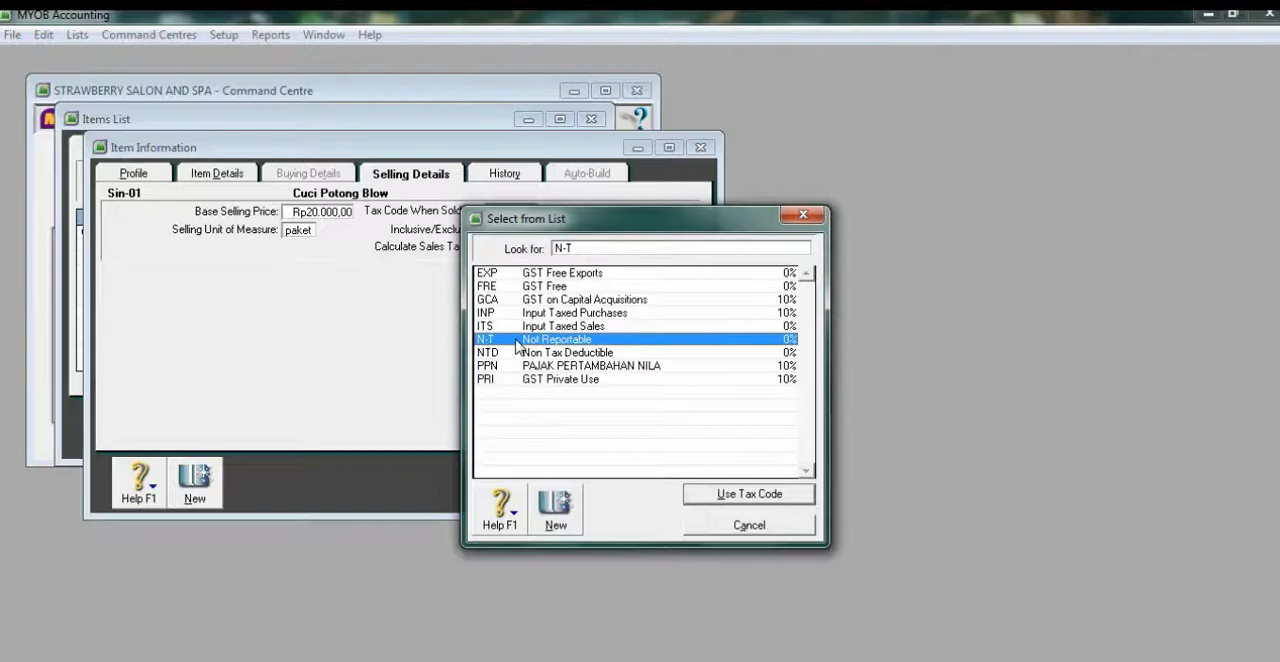 MYOB Accounting
File Edit Lists Command Centres Setup Reports Window Help
STRAWBERRY SALON AND SPA - Command Centre
Items List
Item Information
Profile Item Details Buying Details Selling Details History Auto-Build
Sin-01 Cuci Potong Blow
Base Selling Price: Rp20.000,00 Tax Code When Sold
Selling Unit of Measure: paket Inclusive/Exclu
Calculate Sales Ta
Help F1 New
Select from List
Look for: N-T
EXP GST Free Exports 0%
FRE GST Free 0%
GCA GST on Capital Acquisitions 10%
INP Input Taxed Purchases 10%
ITS Input Taxed Sales 0%
N-T Not Reportable 0%
NTD Non Tax Deductible 0%
PPN PAJAK PERTAMBAHAN NILA 10%
PRI GST Private Use 10%
Use Tax Code
Help F1 New Cancel